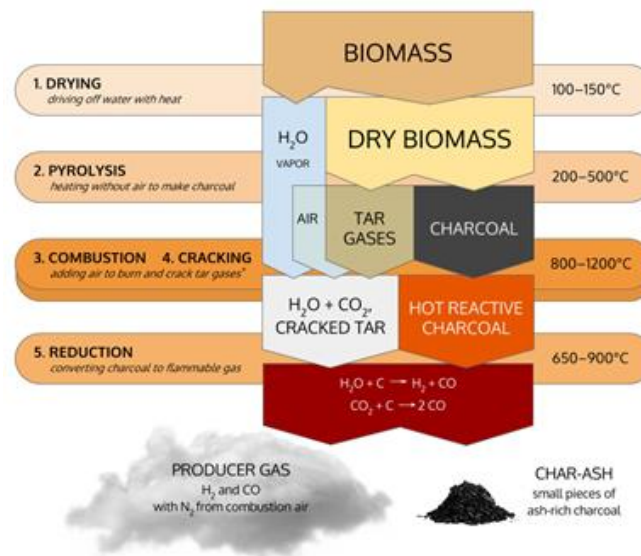 BIOMASS
1. DRYING
driving off water with heat
100–150°C
H₂O
VAPOR
DRY BIOMASS
2. PYROLYSIS
heating without air to make charcoal
200–500°C
AIR
TAR
GASES
CHARCOAL
3. COMBUSTION 4. CRACKING
adding air to burn and crack tar gases*
800–1200°C
H₂O + CO₂,
CRACKED TAR
HOT REACTIVE
CHARCOAL
5. REDUCTION
converting charcoal to flammable gas
650–900°C
H₂O + C → H₂ + CO
CO₂ + C → 2 CO
PRODUCER GAS
H₂ and CO
with N₂ from combustion air
CHAR-ASH
small pieces of
ash-rich charcoal